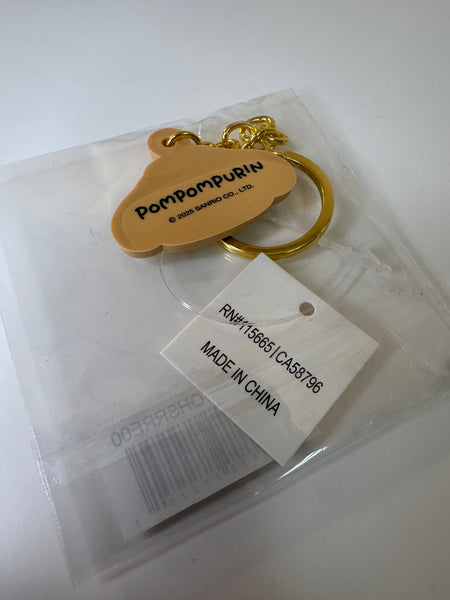 POMPOMPURIN
© 2025 SANRIO CO., LTD.
RN#115665 | CA58796
MADE IN CHINA